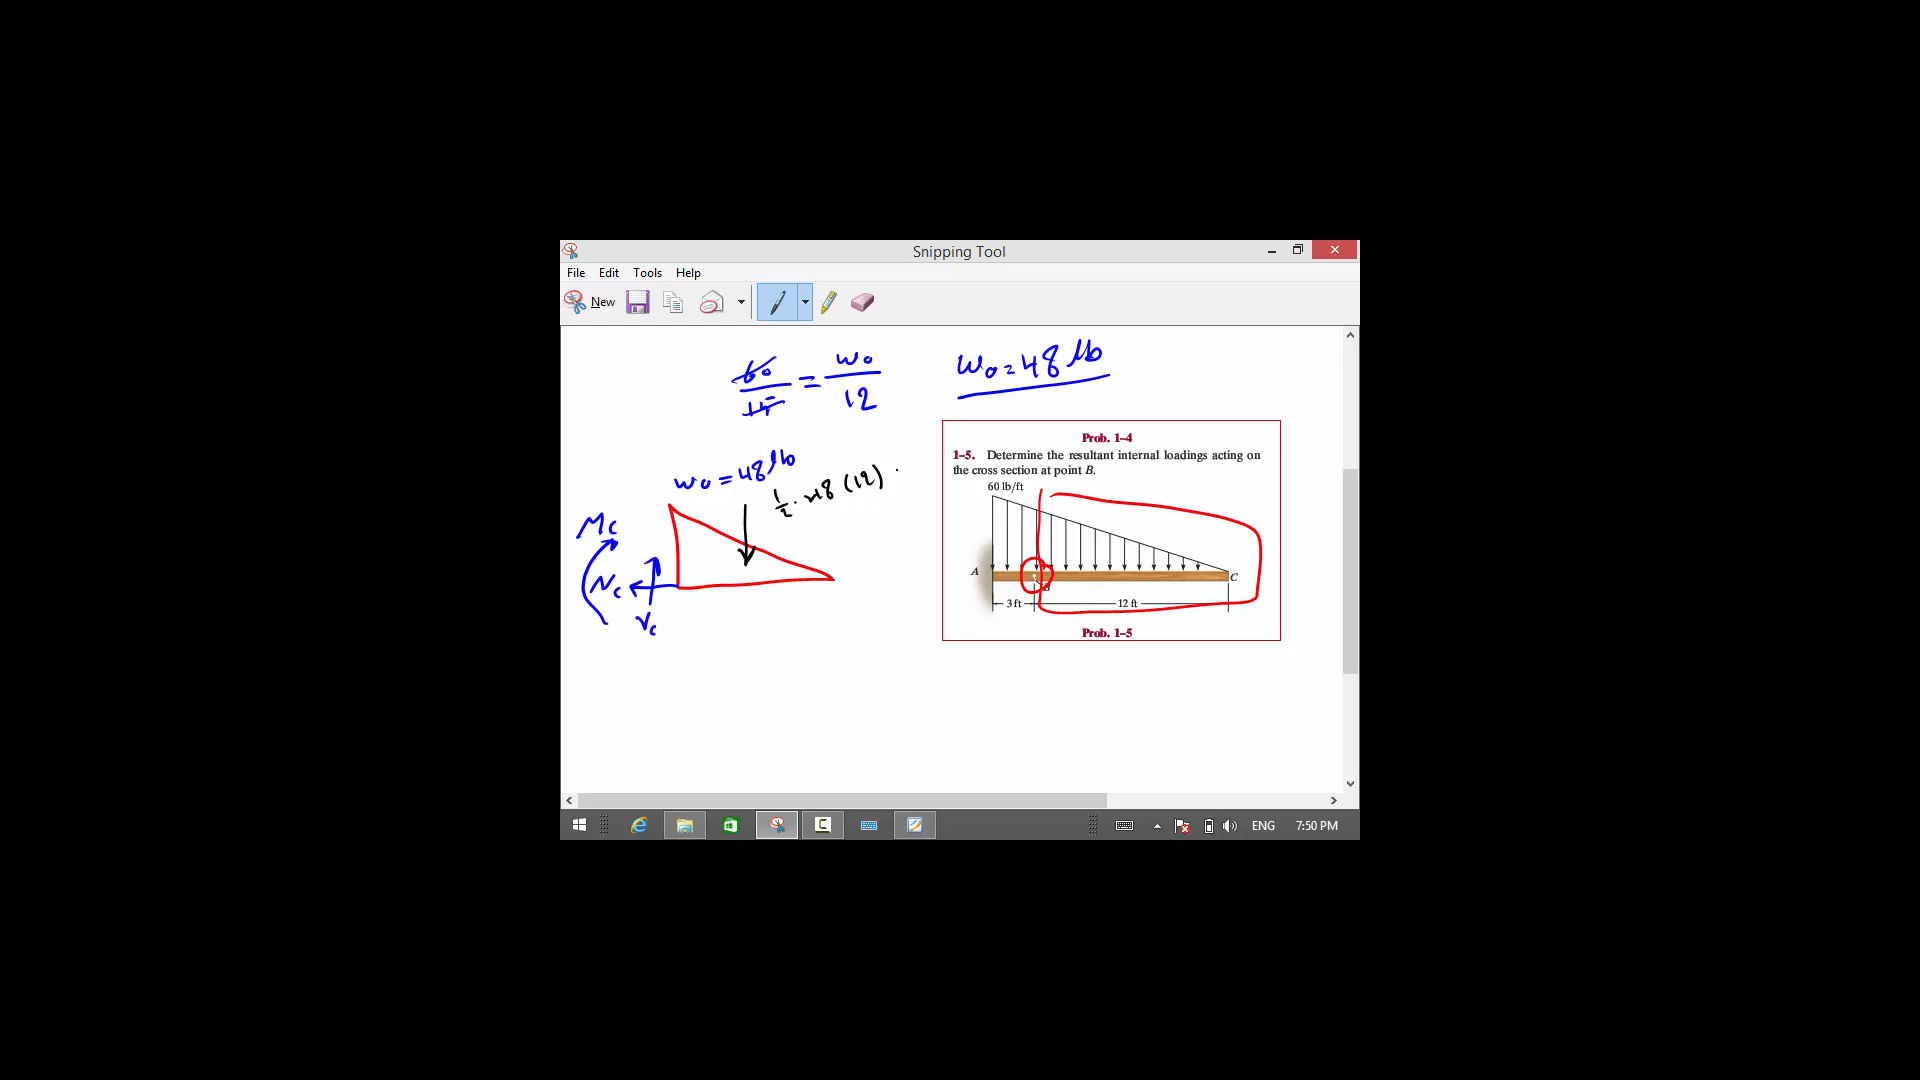 Snipping Tool
File Edit Tools Help
New
60/15 = wo/12
wo = 48 lb
wo = 48 lb
1/2 · 48 (12)
Mc
Nc
Vc
Prob. 1–4
1–5. Determine the resultant internal loadings acting on
the cross section at point B.
60 lb/ft
A
B
C
3 ft
12 ft
Prob. 1–5
ENG 7:50 PM